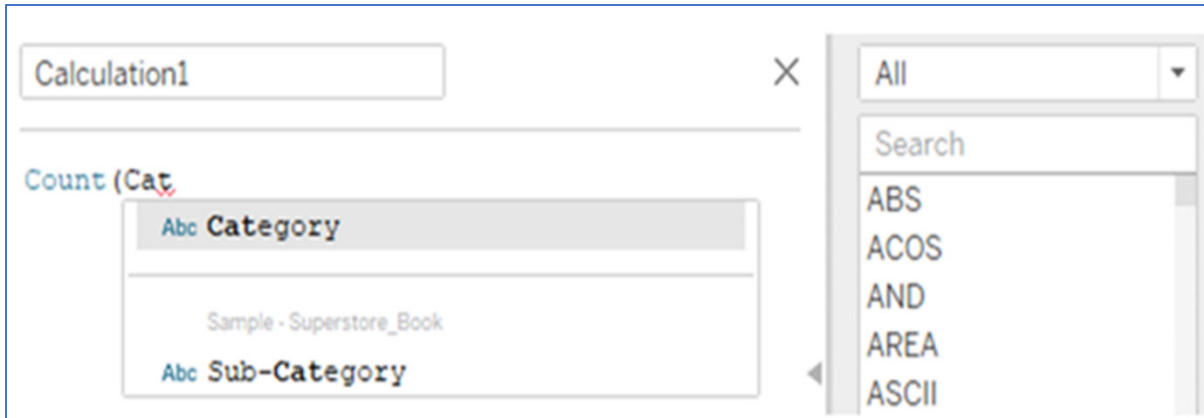 Calculation1
Count(Cat
Abc Category
Sample - Superstore_Book
Abc Sub-Category
All
Search
ABS
ACOS
AND
AREA
ASCII